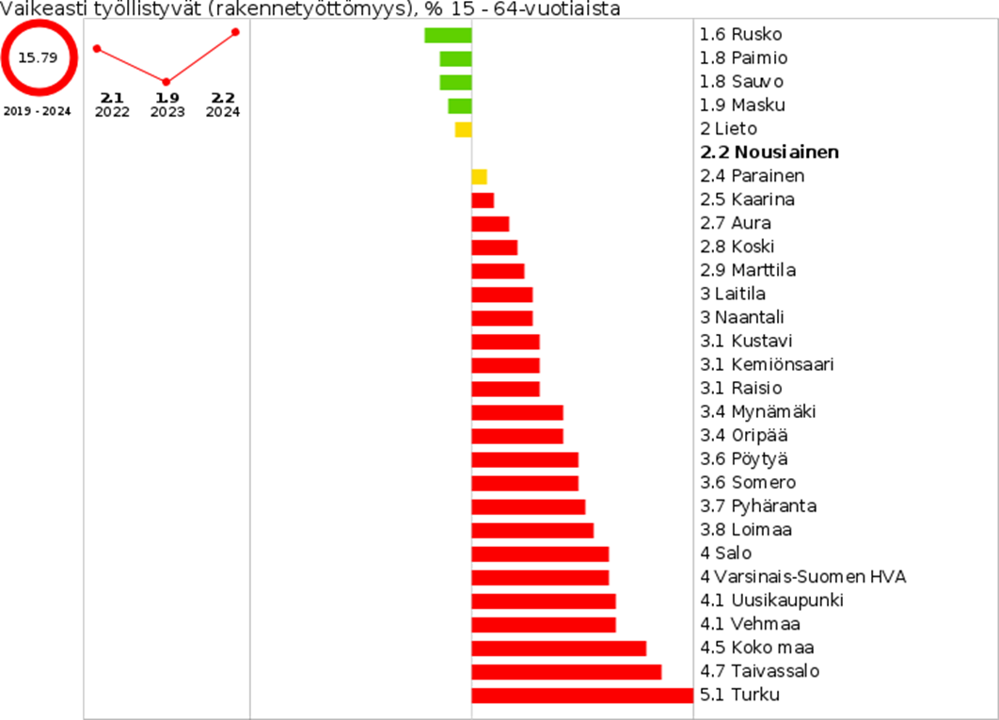 Vaikeasti työllistyvät (rakennetyöttömyys), % 15 - 64-vuotiaista
15.79
2019 - 2024
2.1 1.9 2.2
2022 2023 2024
1.6 Rusko
1.8 Paimio
1.8 Sauvo
1.9 Masku
2 Lieto
2.2 Nousiainen
2.4 Parainen
2.5 Kaarina
2.7 Aura
2.8 Koski
2.9 Marttila
3 Laitila
3 Naantali
3.1 Kustavi
3.1 Kemiönsaari
3.1 Raisio
3.4 Mynämäki
3.4 Oripää
3.6 Pöytyä
3.6 Somero
3.7 Pyhäranta
3.8 Loimaa
4 Salo
4 Varsinais-Suomen HVA
4.1 Uusikaupunki
4.1 Vehmaa
4.5 Koko maa
4.7 Taivassalo
5.1 Turku